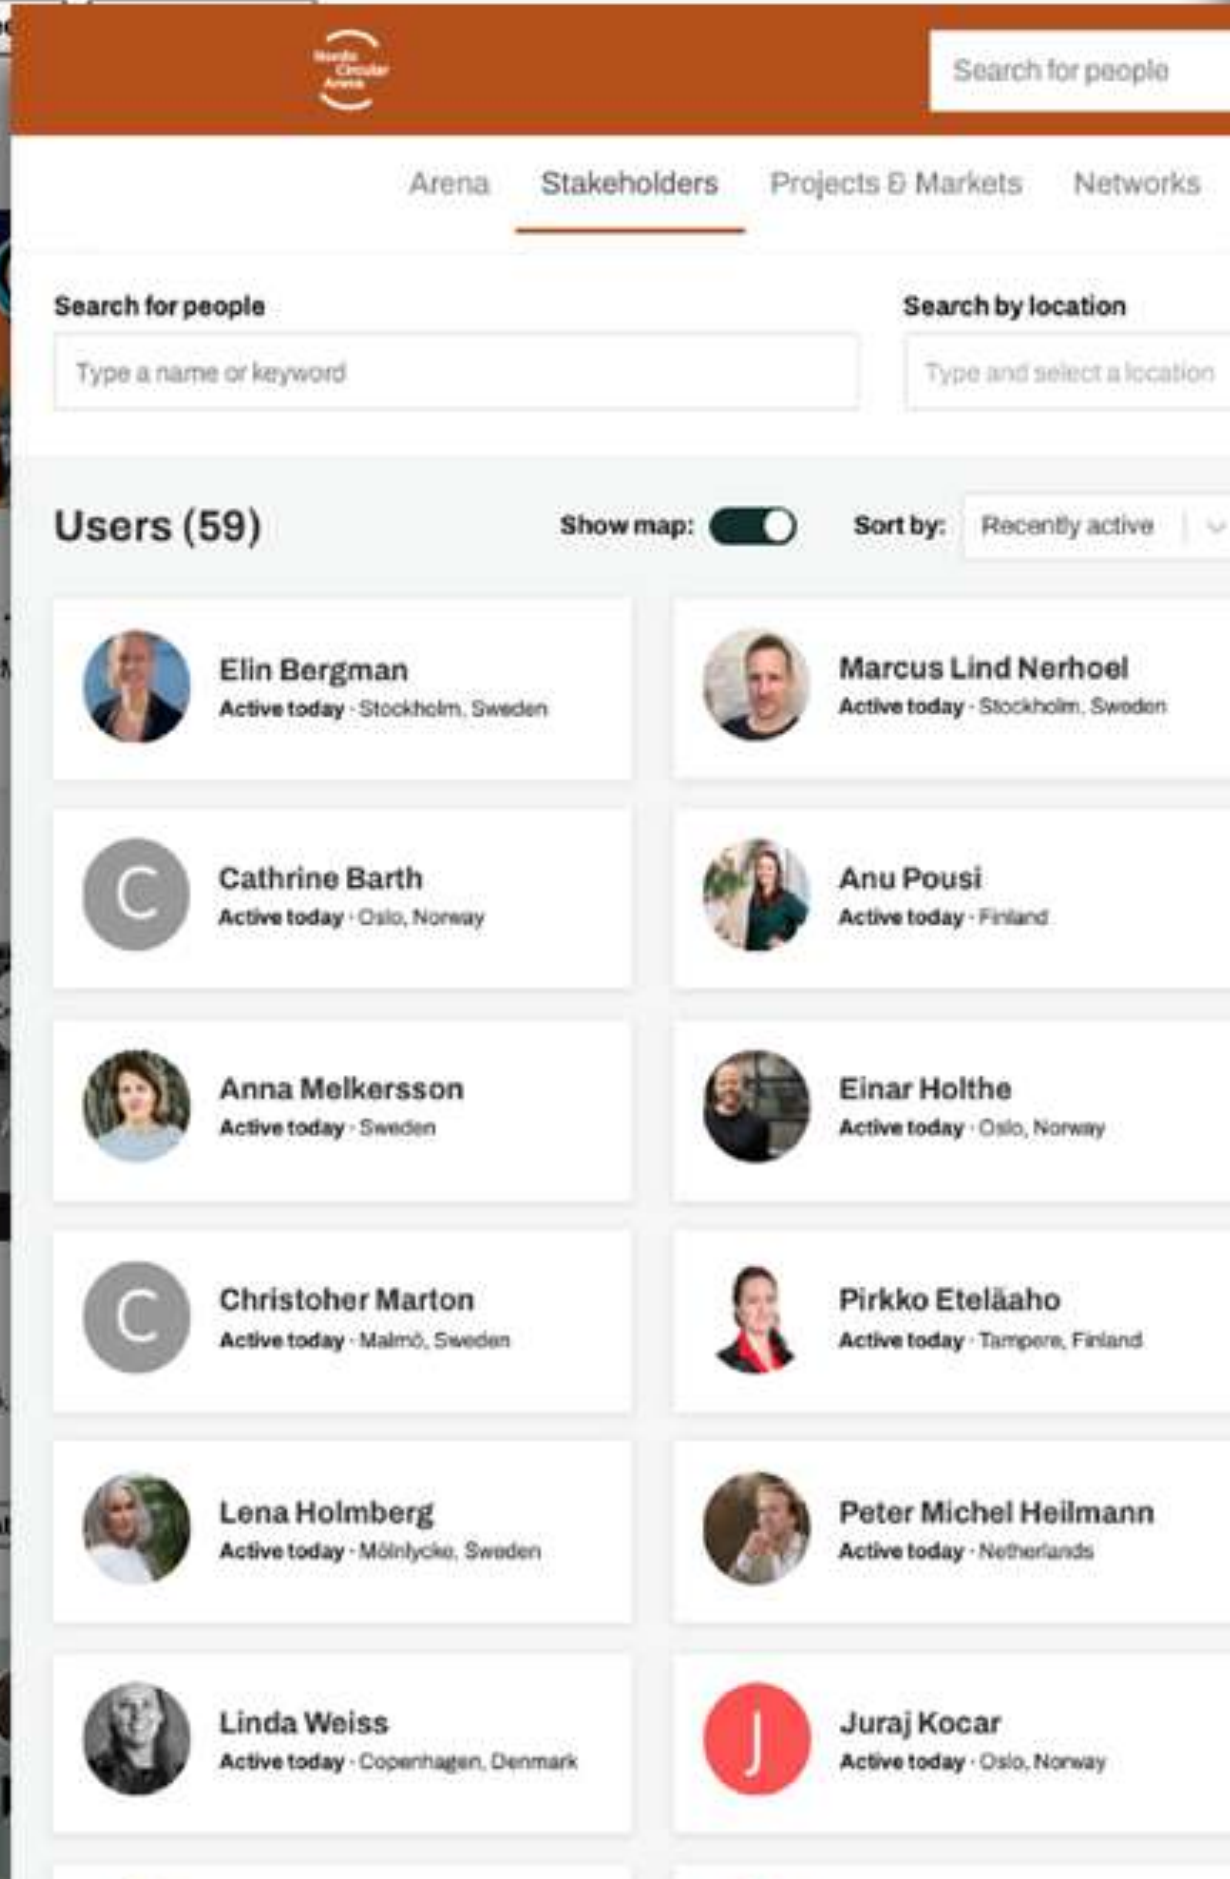 Nordic
Circular
Arena
Search for people
Arena Stakeholders Projects & Markets Networks
Search for people
Type a name or keyword
Search by location
Type and select a location
Users (59)
Show map:
Sort by: Recently active
Elin Bergman
Active today · Stockholm, Sweden
Marcus Lind Nerhoel
Active today · Stockholm, Sweden
C
Cathrine Barth
Active today · Oslo, Norway
Anu Pousi
Active today · Finland
Anna Melkersson
Active today · Sweden
Einar Holthe
Active today · Oslo, Norway
C
Christoher Marton
Active today · Malmö, Sweden
Pirkko Eteläaho
Active today · Tampere, Finland
Lena Holmberg
Active today · Mölnlycke, Sweden
Peter Michel Heilmann
Active today · Netherlands
Linda Weiss
Active today · Copenhagen, Denmark
J
Juraj Kocar
Active today · Oslo, Norway